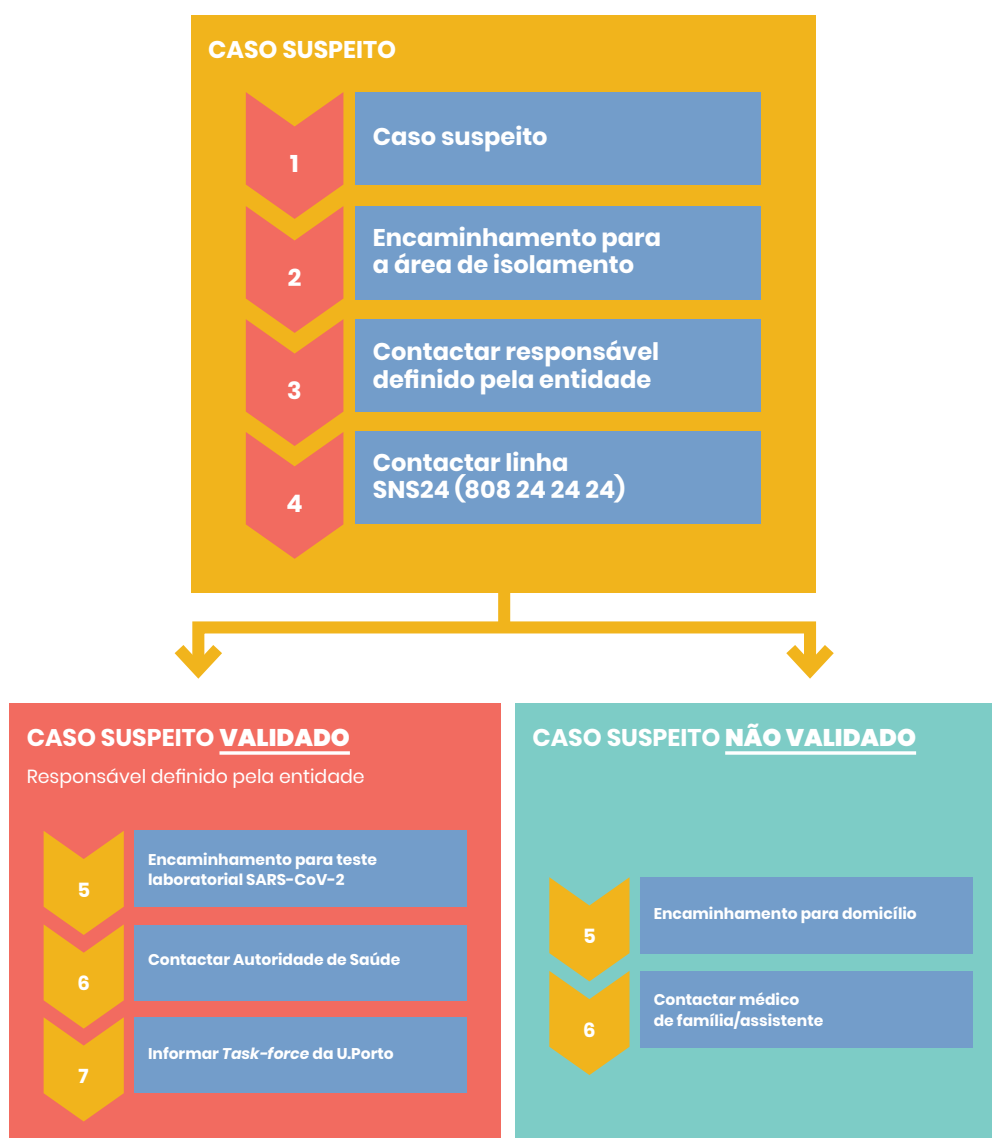 CASO SUSPEITO
1
Caso suspeito
2
Encaminhamento para
a área de isolamento
3
Contactar responsável
definido pela entidade
4
Contactar linha
SNS24 (808 24 24 24)
CASO SUSPEITO VALIDADO
Responsável definido pela entidade
5
Encaminhamento para teste
laboratorial SARS-CoV-2
6
Contactar Autoridade de Saúde
7
Informar Task-force da U.Porto
CASO SUSPEITO NÃO VALIDADO
5
Encaminhamento para domicílio
6
Contactar médico
de família/assistente